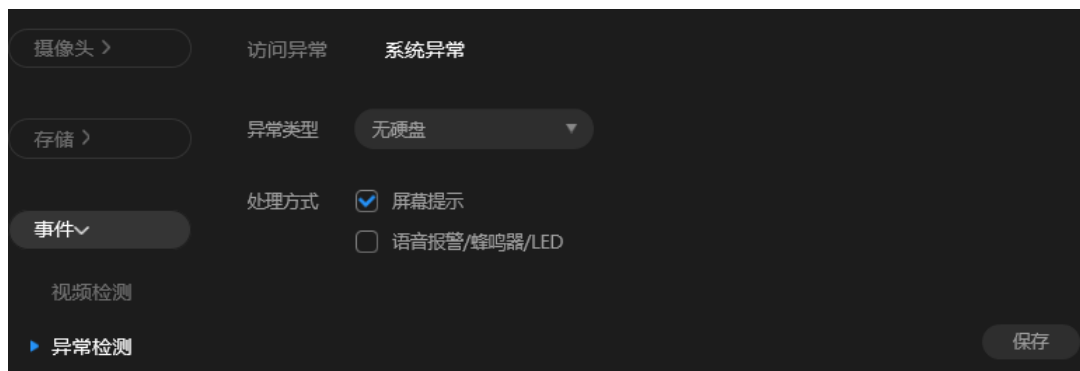 摄像头 >
访问异常 系统异常
存储 >
异常类型 无硬盘
处理方式 屏幕提示
事件
语音报警/蜂鸣器/LED
视频检测
异常检测
保存